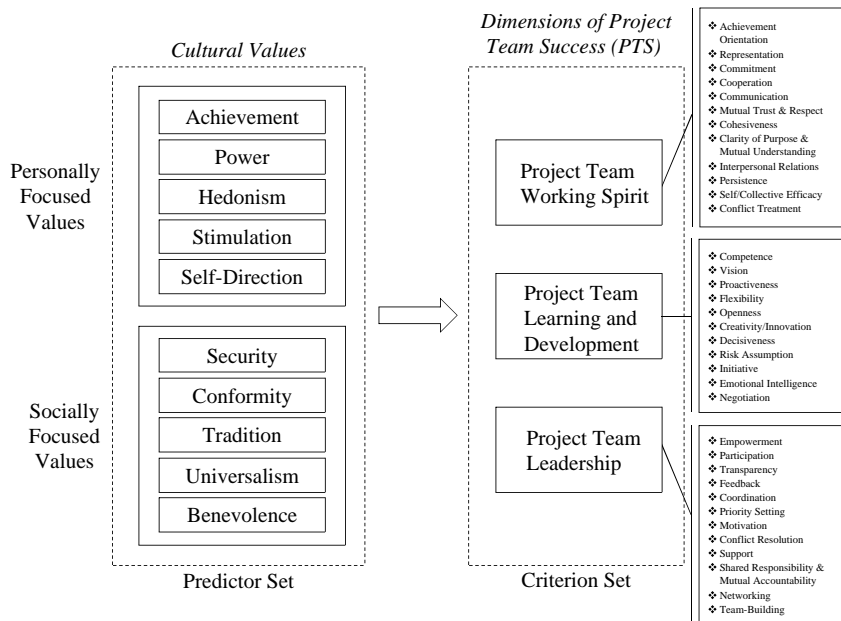 Cultural Values
Personally
Focused
Values
Achievement
Power
Hedonism
Stimulation
Self-Direction
Socially
Focused
Values
Security
Conformity
Tradition
Universalism
Benevolence
Predictor Set
Dimensions of Project
Team Success (PTS)
Project Team
Working Spirit
Project Team
Learning and
Development
Project Team
Leadership
Criterion Set
❖ Achievement
Orientation
❖ Representation
❖ Commitment
❖ Cooperation
❖ Communication
❖ Mutual Trust & Respect
❖ Cohesiveness
❖ Clarity of Purpose &
Mutual Understanding
❖ Interpersonal Relations
❖ Persistence
❖ Self/Collective Efficacy
❖ Conflict Treatment
❖ Competence
❖ Vision
❖ Proactiveness
❖ Flexibility
❖ Openness
❖ Creativity/Innovation
❖ Decisiveness
❖ Risk Assumption
❖ Initiative
❖ Emotional Intelligence
❖ Negotiation
❖ Empowerment
❖ Participation
❖ Transparency
❖ Feedback
❖ Coordination
❖ Priority Setting
❖ Motivation
❖ Conflict Resolution
❖ Support
❖ Shared Responsibility &
Mutual Accountability
❖ Networking
❖ Team-Building